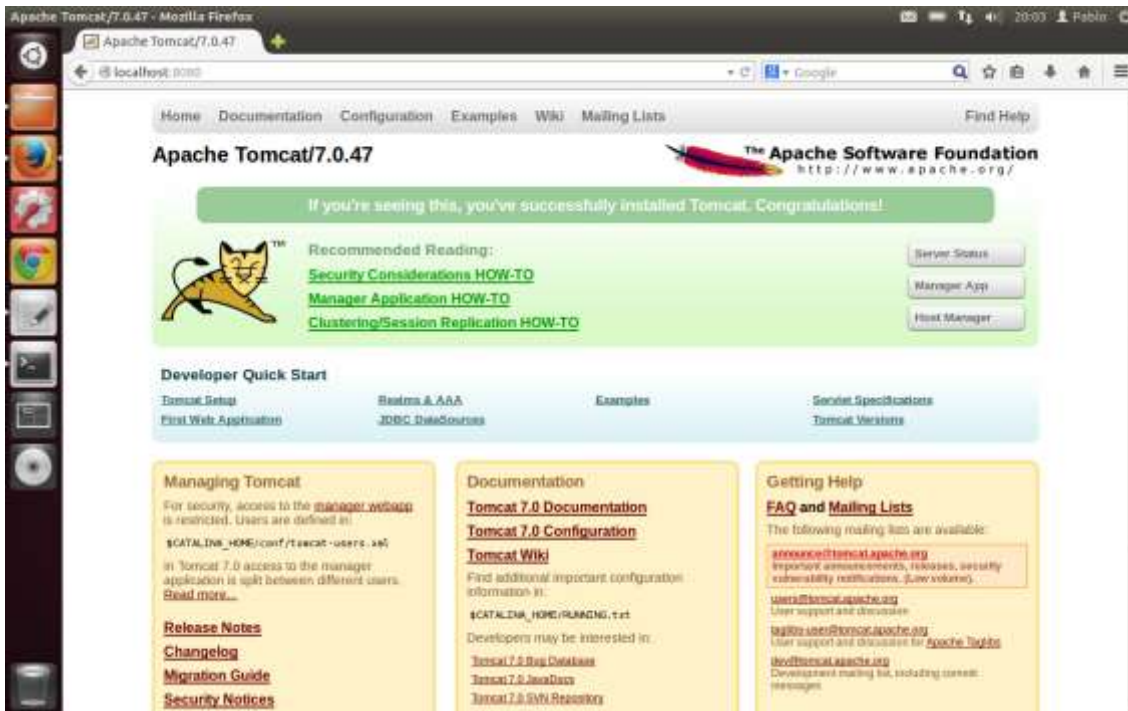 Apache Tomcat/7.0.47 - Mozilla Firefox
20:03 Pablo
Apache Tomcat/7.0.47
localhost:8080
Google
Home Documentation Configuration Examples Wiki Mailing Lists Find Help
Apache Tomcat/7.0.47
The Apache Software Foundation
http://www.apache.org/
If you're seeing this, you've successfully installed Tomcat. Congratulations!
TM
Recommended Reading:
Security Considerations HOW-TO
Manager Application HOW-TO
Clustering/Session Replication HOW-TO
Server Status
Manager App
Host Manager
Developer Quick Start
Tomcat Setup
First Web Application
Realms & AAA
JDBC DataSources
Examples
Servlet Specifications
Tomcat Versions
Managing Tomcat
For security, access to the manager webapp
is restricted. Users are defined in:
$CATALINA_HOME/conf/tomcat-users.xml
In Tomcat 7.0 access to the manager
application is split between different users.
Read more...
Release Notes
Changelog
Migration Guide
Security Notices
Documentation
Tomcat 7.0 Documentation
Tomcat 7.0 Configuration
Tomcat Wiki
Find additional important configuration
information in:
$CATALINA_HOME/RUNNING.txt
Developers may be interested in:
Tomcat 7.0 Bug Database
Tomcat 7.0 JavaDocs
Tomcat 7.0 SVN Repository
Getting Help
FAQ and Mailing Lists
The following mailing lists are available:
announce@tomcat.apache.org
Important announcements, releases, security
vulnerability notifications. (Low volume).
users@tomcat.apache.org
User support and discussion
taglibs-user@tomcat.apache.org
User support and discussion for Apache Taglibs
dev@tomcat.apache.org
Development mailing list, including commit
messages